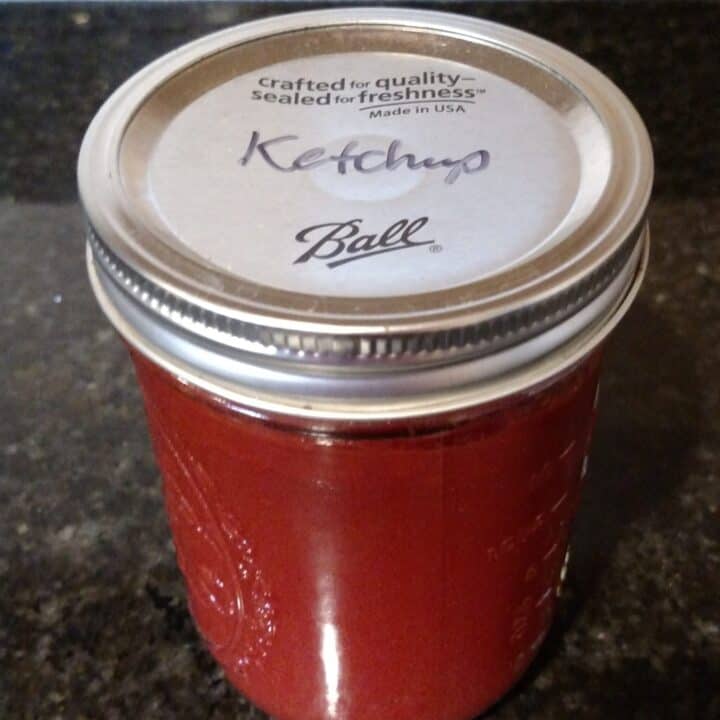 crafted for quality–
sealed for freshness™
Made in USA
Ketchup
Ball®